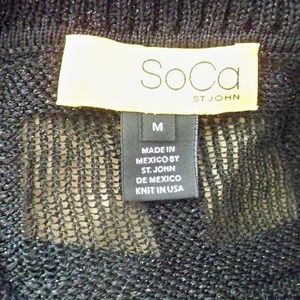 SoCa
ST JOHN
M
MADE IN
MEXICO BY
ST. JOHN
DE MEXICO
KNIT IN USA